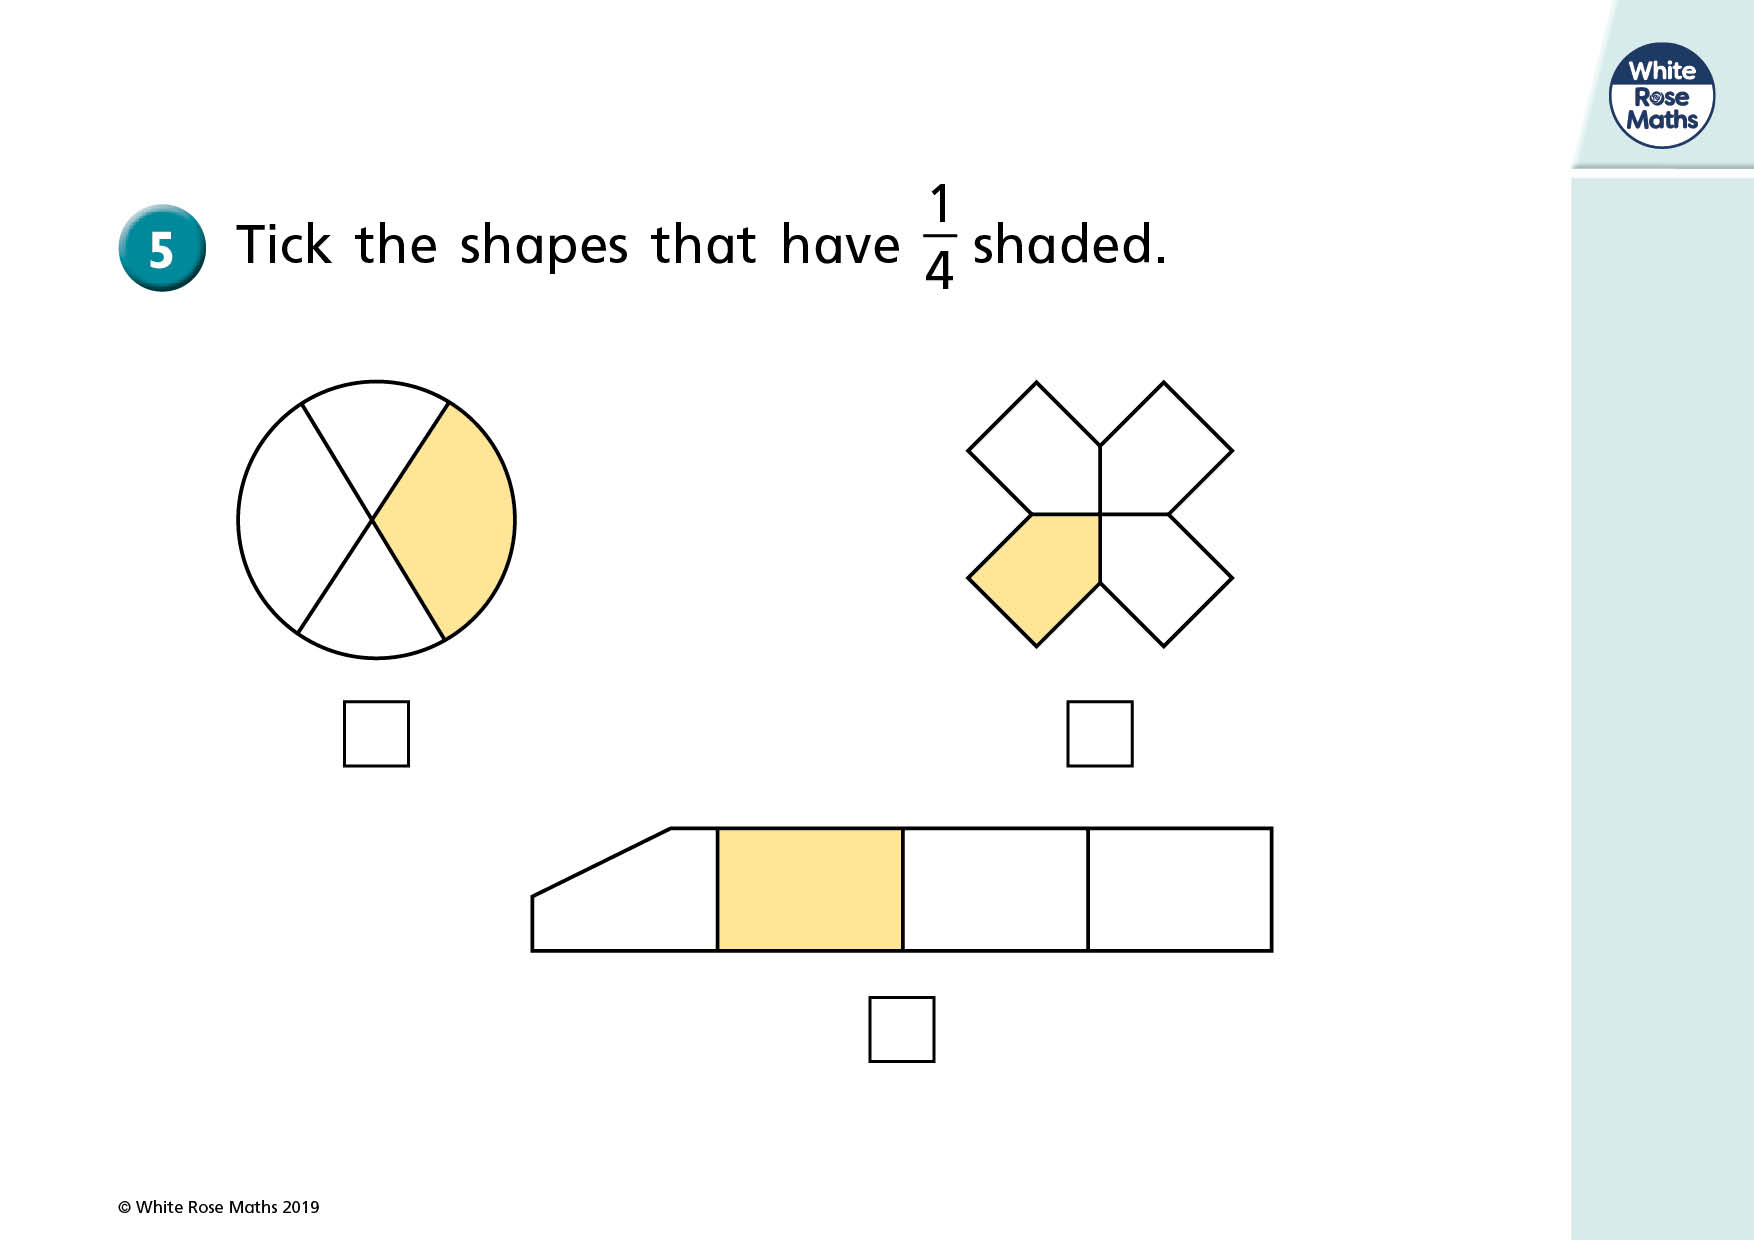 White
Rose
Maths
5 Tick the shapes that have 1/4 shaded.
© White Rose Maths 2019